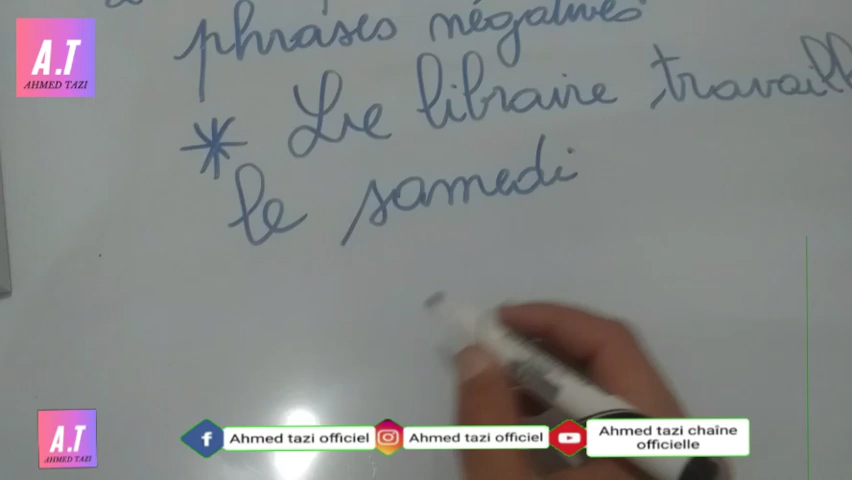 phrases négatives
* Le libraire travaill
le samedi
A.T
AHMED TAZI
A.T
AHMED TAZI
Ahmed tazi officiel
Ahmed tazi officiel
Ahmed tazi chaîne
officielle